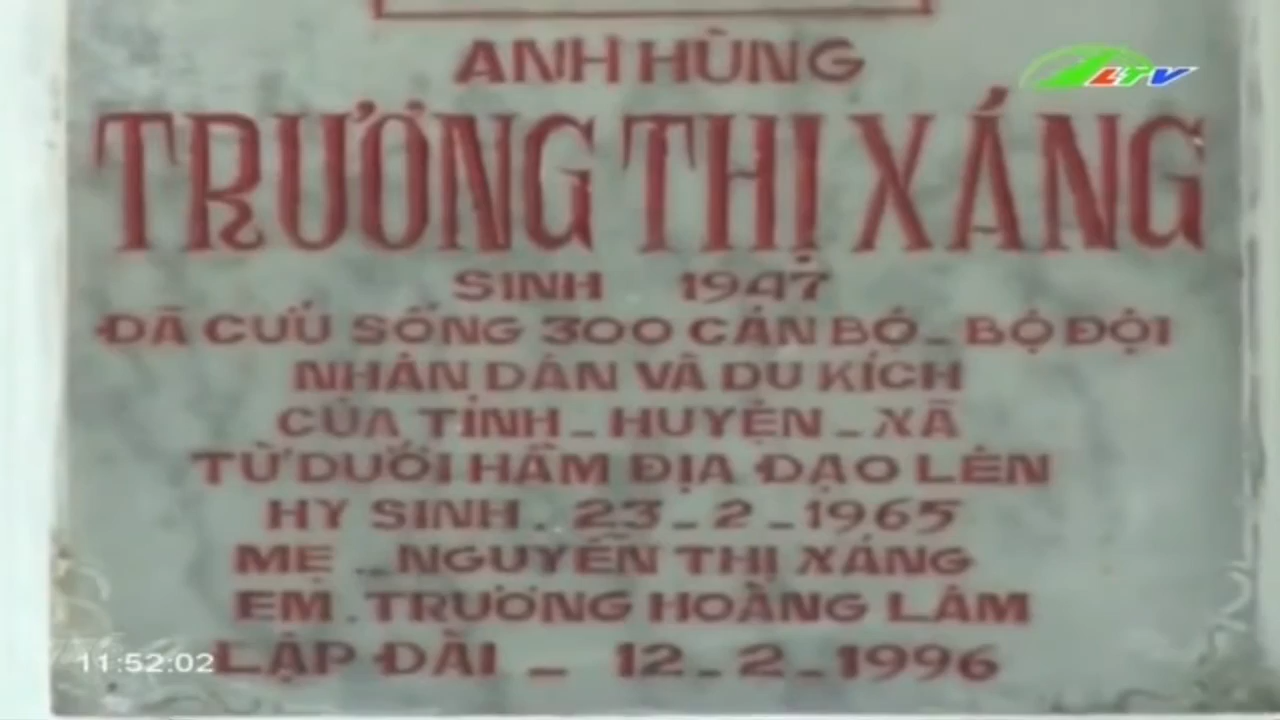 ANH HÙNG
LTV
TRƯƠNG THỊ XÁNG
SINH 1947
ĐÃ CỨU SỐNG 300 CÁN BỘ - BỘ ĐỘI
NHÂN DÂN VÀ DU KÍCH
CỦA TỈNH - HUYỆN - XÃ
TỪ DƯỚI HẦM ĐỊA ĐẠO LÊN
HY SINH. 23 - 2 - 1965
MẸ .. NGUYỄN THỊ XÁNG
EM. TRƯƠNG HOÀNG LÂM
LẬP ĐÀI - 12 - 2 - 1996
11:52:02